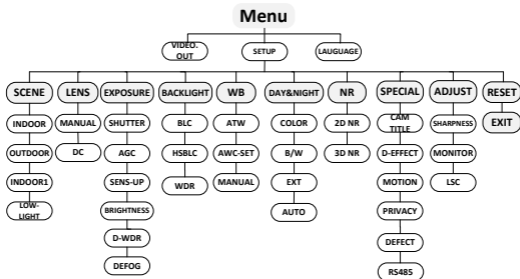 Menu
VIDEO.
OUT
SETUP
LAUGUAGE
SCENE
LENS
EXPOSURE
BACKLIGHT
WB
DAY&NIGHT
NR
SPECIAL
ADJUST
RESET
INDOOR
MANUAL
SHUTTER
BLC
ATW
COLOR
2D NR
CAM
TITLE
SHARPNESS
EXIT
OUTDOOR
DC
AGC
HSBLC
AWC-SET
B/W
3D NR
D-EFFECT
MONITOR
INDOOR1
SENS-UP
WDR
MANUAL
EXT
MOTION
LSC
LOW-
LIGHT
BRIGHTNESS
AUTO
PRIVACY
D-WDR
DEFECT
DEFOG
RS485